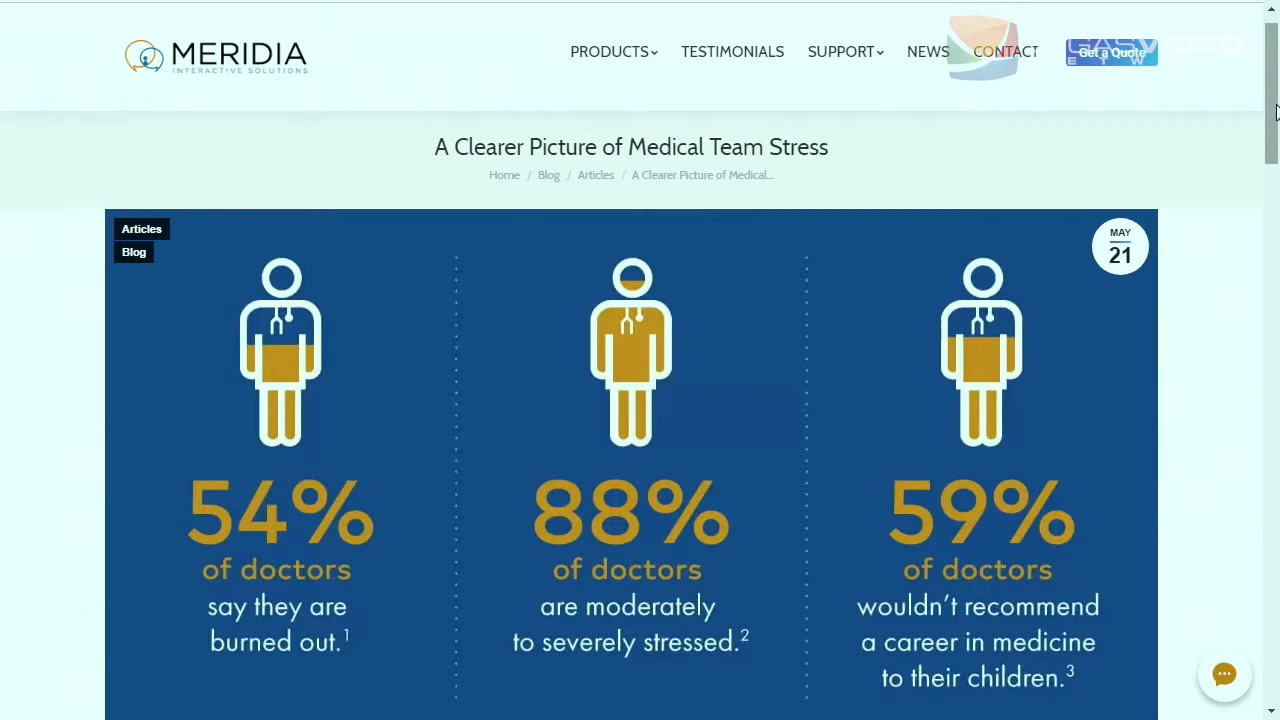 MERIDIA
INTERACTIVE SOLUTIONS
PRODUCTS TESTIMONIALS SUPPORT NEWS CONTACT
Get a Quote
A Clearer Picture of Medical Team Stress
Home / Blog / Articles / A Clearer Picture of Medical...
Articles
Blog
MAY
21
54%
of doctors
say they are
burned out.1
88%
of doctors
are moderately
to severely stressed.2
59%
of doctors
wouldn't recommend
a career in medicine
to their children.3